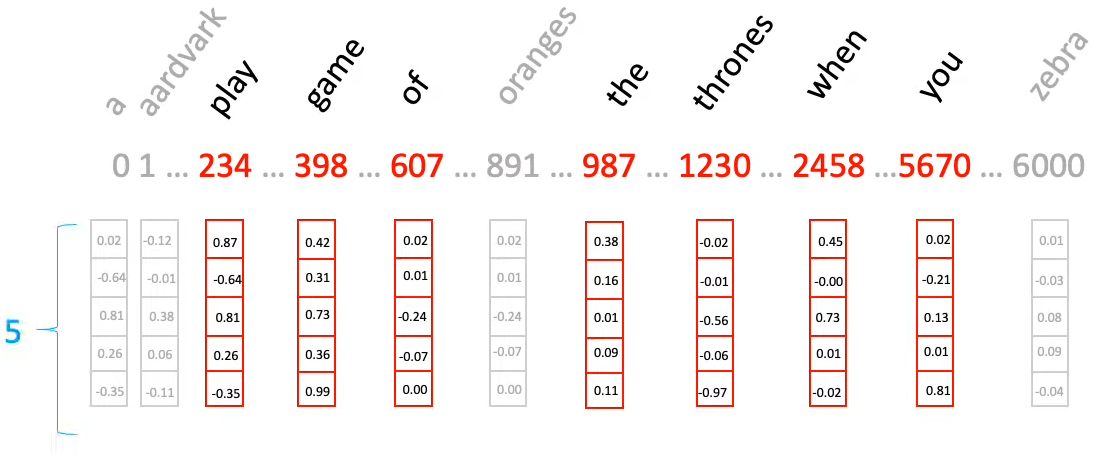 a aardvark play game of oranges the thrones when you zebra
0 1 ... 234 ... 398 ... 607 ... 891 ... 987 ... 1230 ... 2458 ...5670 ... 6000
0.02 -0.12 0.87 0.42 0.02 0.02 0.38 -0.02 0.45 0.02 0.01
-0.64 -0.01 -0.64 0.31 0.01 0.01 0.16 -0.01 -0.00 -0.21 -0.03
5 0.81 0.38 0.81 0.73 -0.24 -0.24 0.01 -0.56 0.73 0.13 0.08
0.26 0.06 0.26 0.36 -0.07 -0.07 0.09 -0.06 0.01 0.01 0.09
-0.35 -0.11 -0.35 0.99 0.00 0.00 0.11 -0.97 -0.02 0.81 -0.04